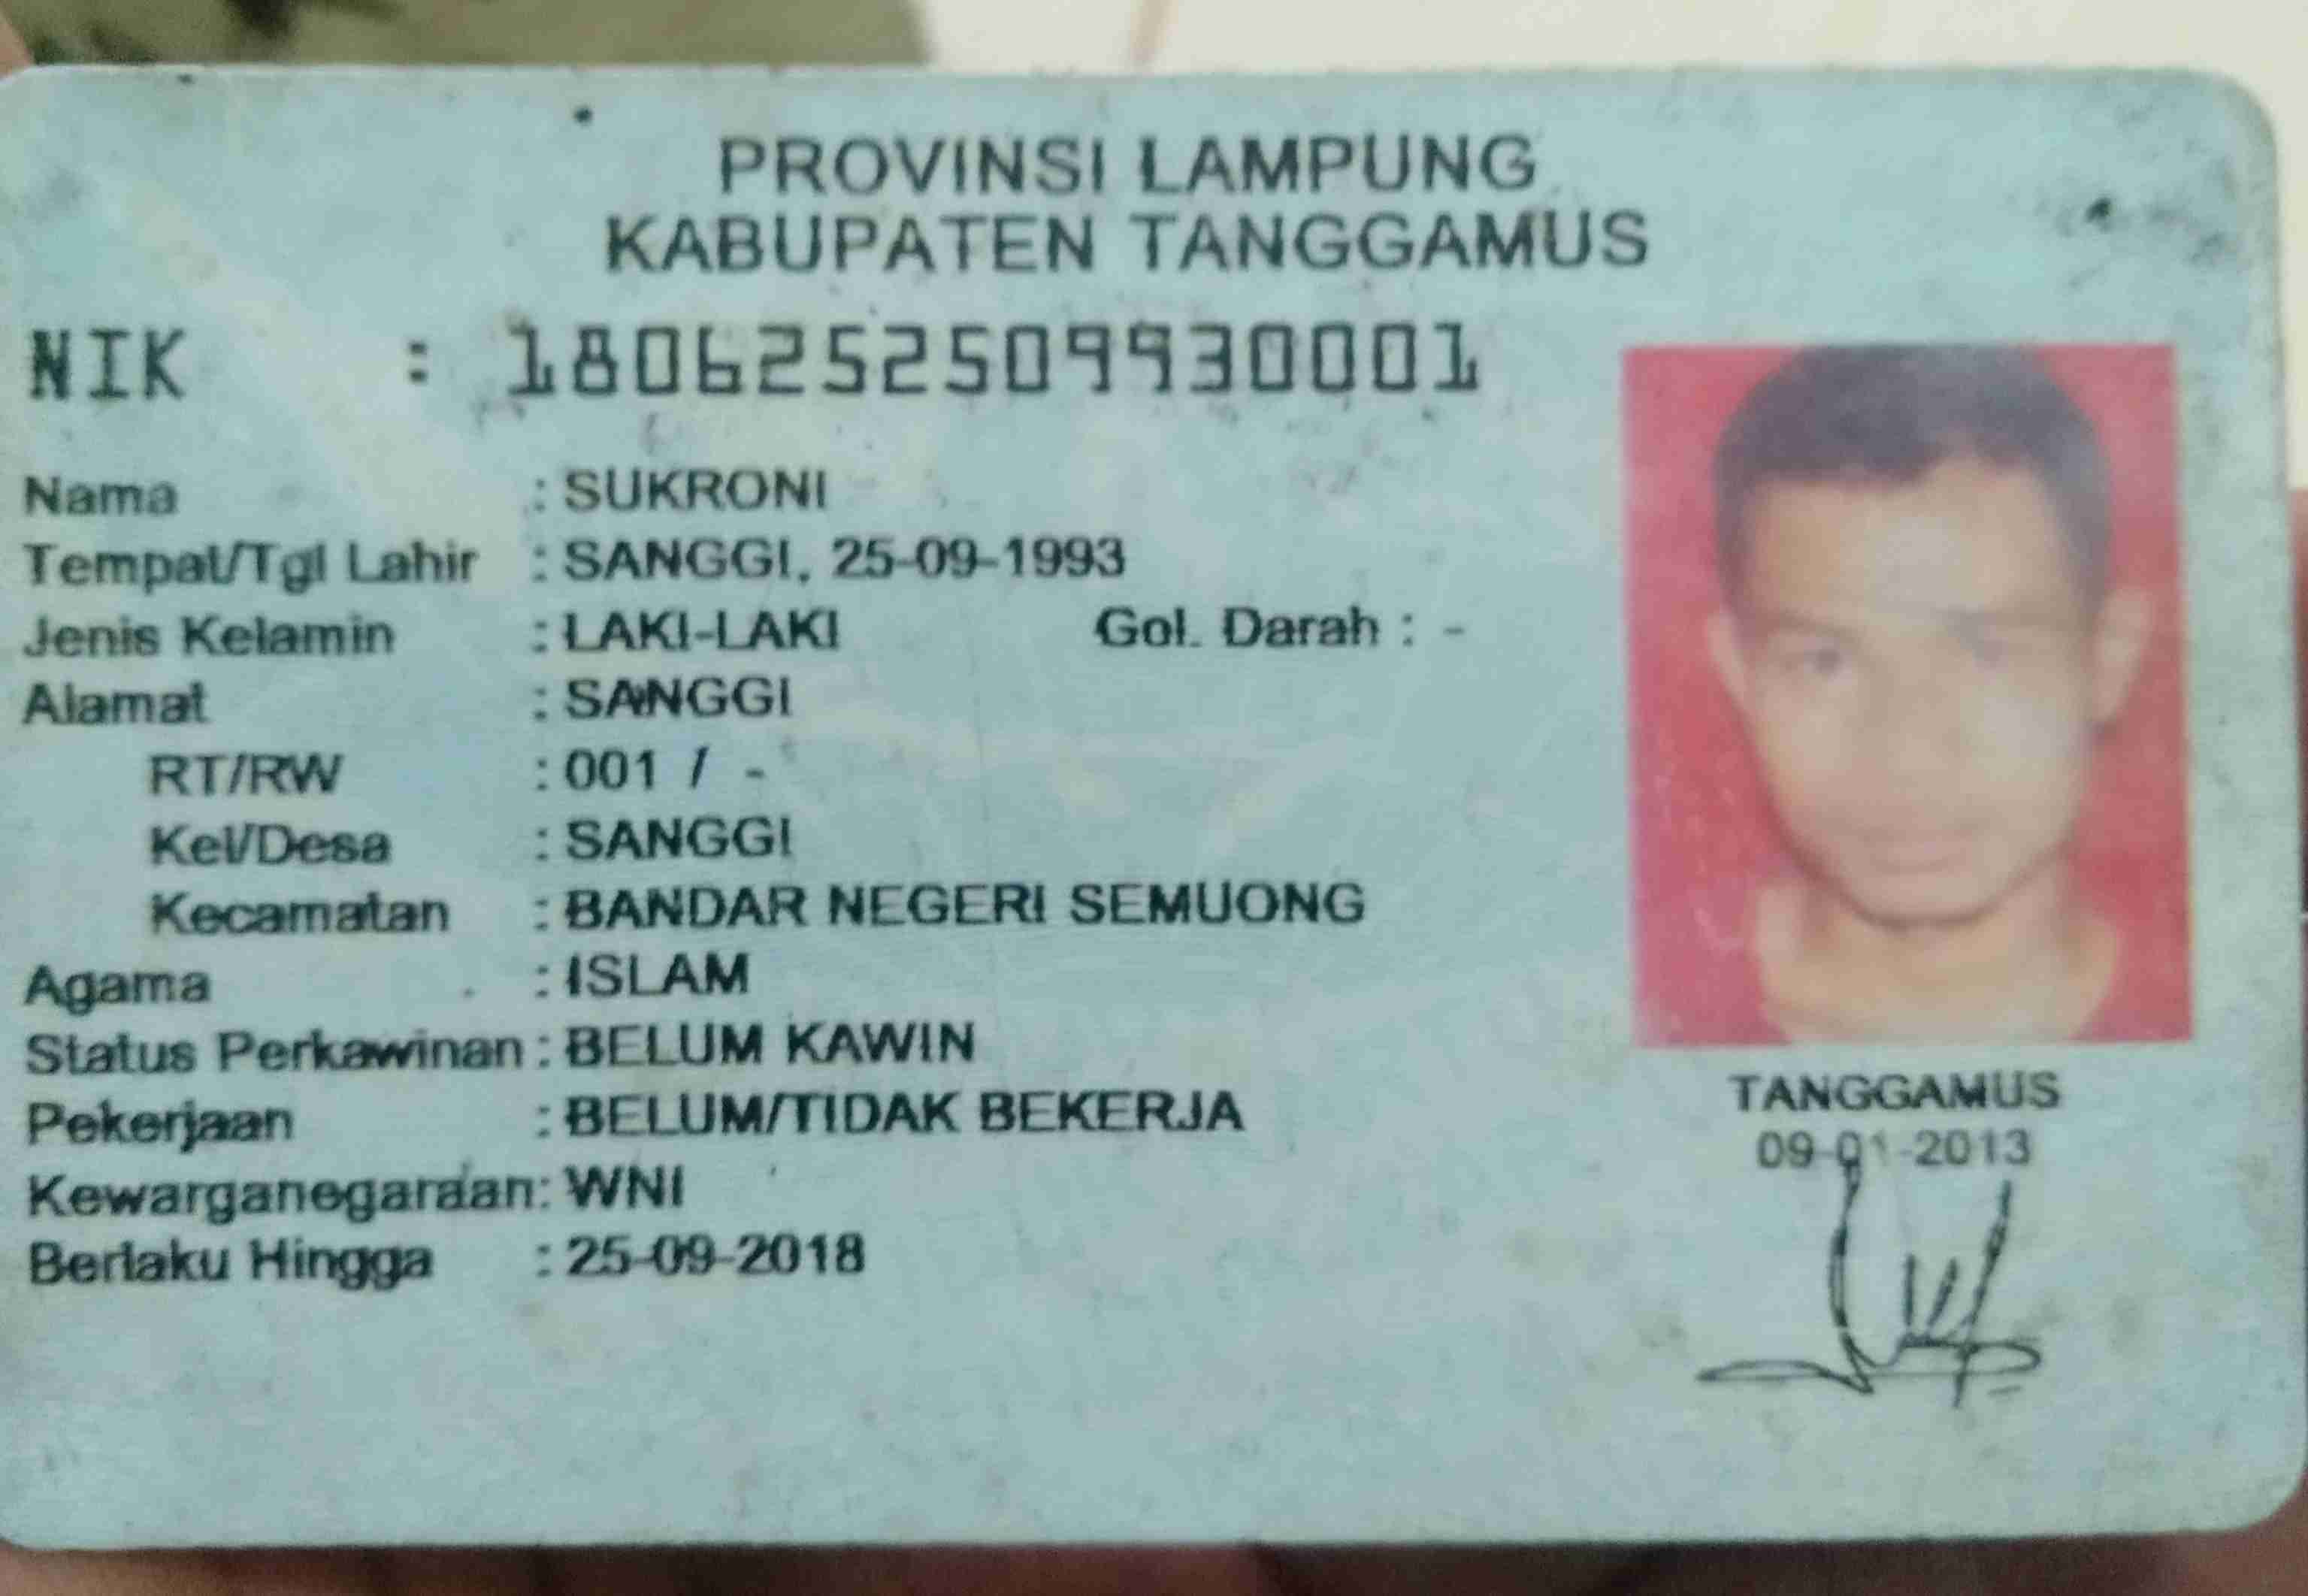 PROVINSI LAMPUNG
KABUPATEN TANGGAMUS
NIK : 1806252509930001
Nama : SUKRONI
Tempat/Tgl Lahir : SANGGI, 25-09-1993
Jenis Kelamin : LAKI-LAKI Gol. Darah : -
Alamat : SANGGI
RT/RW : 001 / -
Kel/Desa : SANGGI
Kecamatan : BANDAR NEGERI SEMUONG
Agama : ISLAM
Status Perkawinan : BELUM KAWIN
Pekerjaan : BELUM/TIDAK BEKERJA
Kewarganegaraan : WNI
Berlaku Hingga : 25-09-2018
TANGGAMUS
09-01-2013